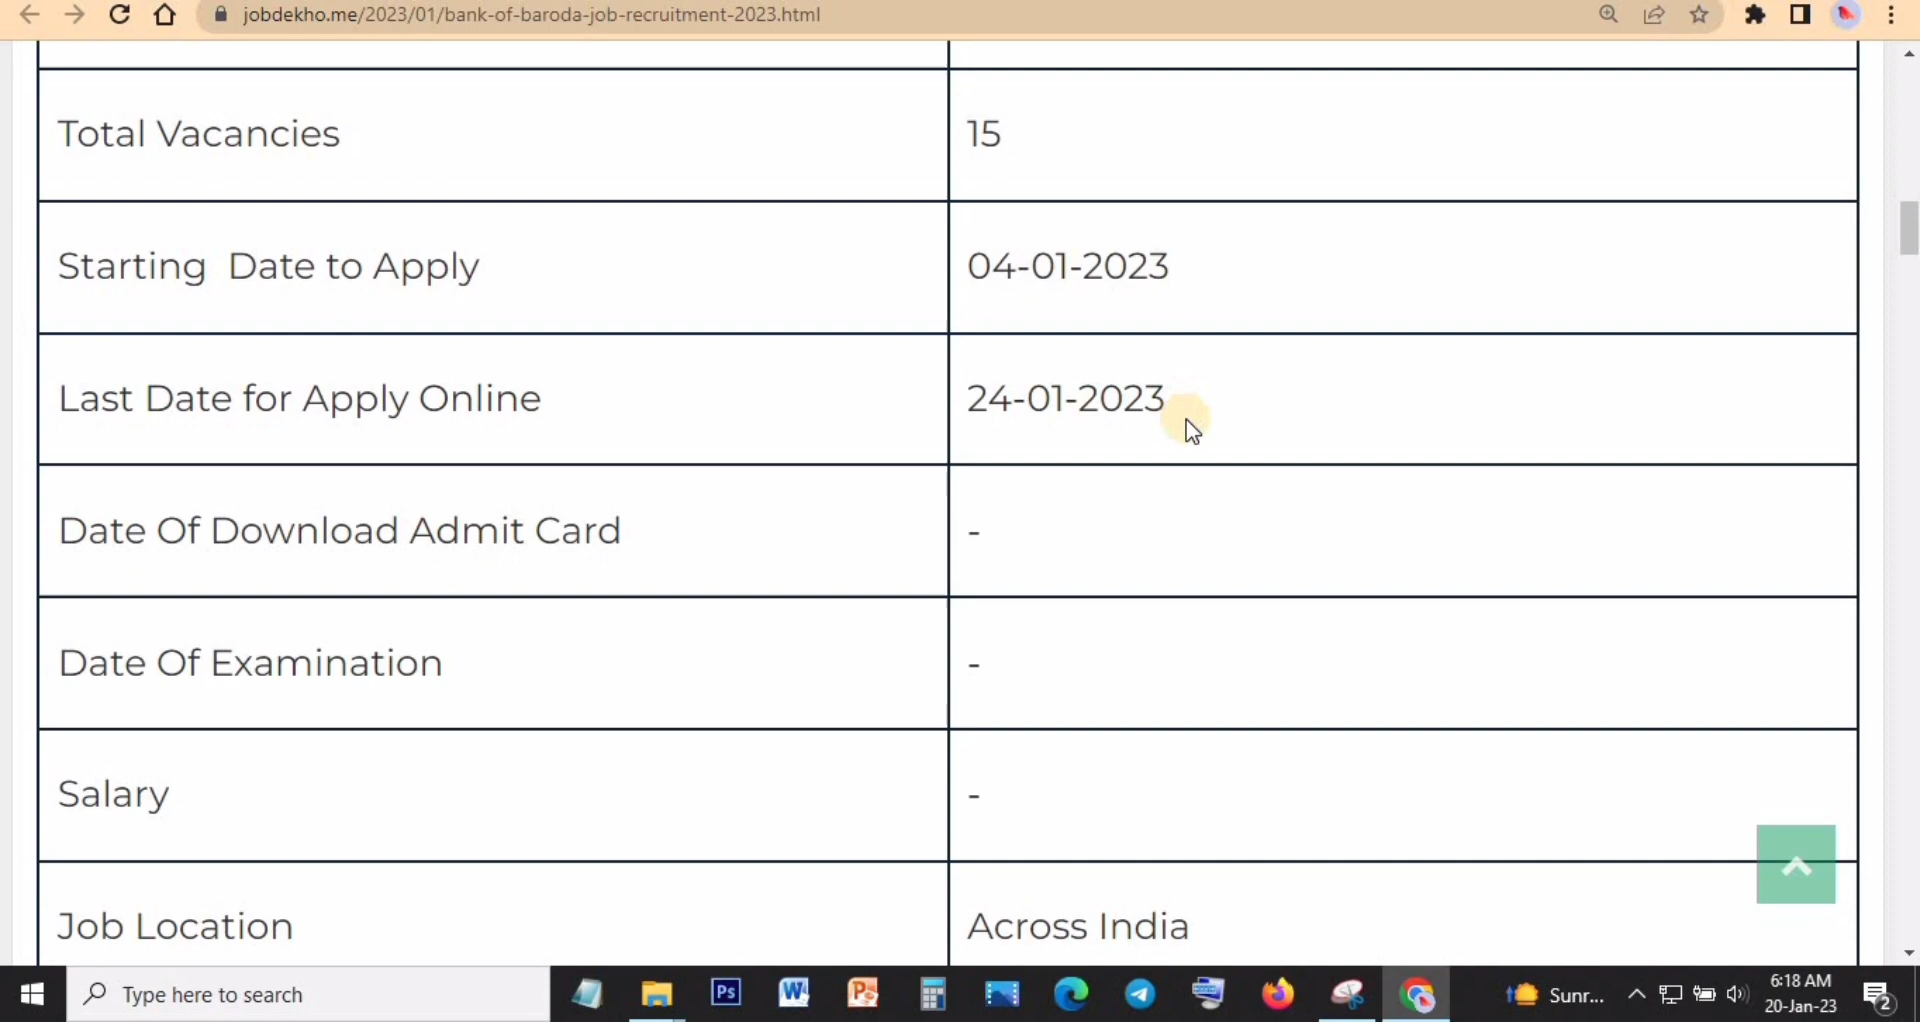 jobdekho.me/2023/01/bank-of-baroda-job-recruitment-2023.html
Total Vacancies
15
Starting  Date to Apply
04-01-2023
Last Date for Apply Online
24-01-2023
Date Of Download Admit Card
-
Date Of Examination
-
Salary
-
Job Location
Across India
Type here to search
Ps
W
P
Sunr...
6:18 AM
20-Jan-23
2